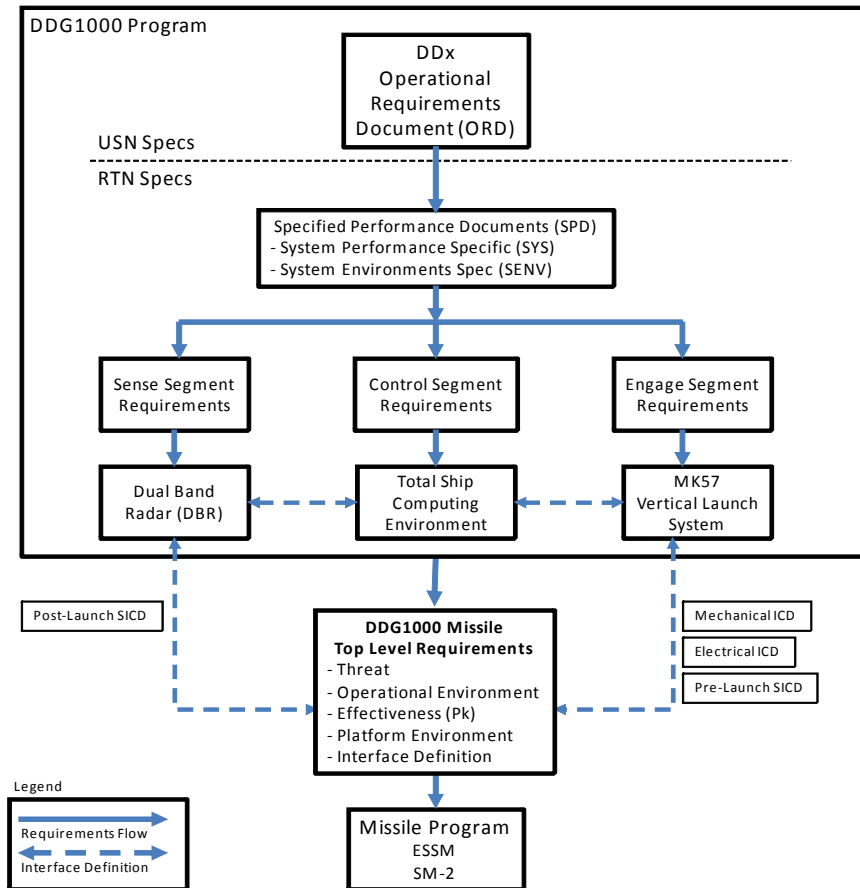 DDG1000 Program
DDx
Operational
Requirements
Document (ORD)
USN Specs
RTN Specs
Specified Performance Documents (SPD)
- System Performance Specific (SYS)
- System Environments Spec (SENV)
Sense Segment
Requirements
Control Segment
Requirements
Engage Segment
Requirements
Dual Band
Radar (DBR)
Total Ship
Computing
Environment
MK57
Vertical Launch
System
Post-Launch SICD
Mechanical ICD
Electrical ICD
Pre-Launch SICD
DDG1000 Missile
Top Level Requirements
- Threat
- Operational Environment
- Effectiveness (Pk)
- Platform Environment
- Interface Definition
Legend
Requirements Flow
Interface Definition
Missile Program
ESSM
SM-2